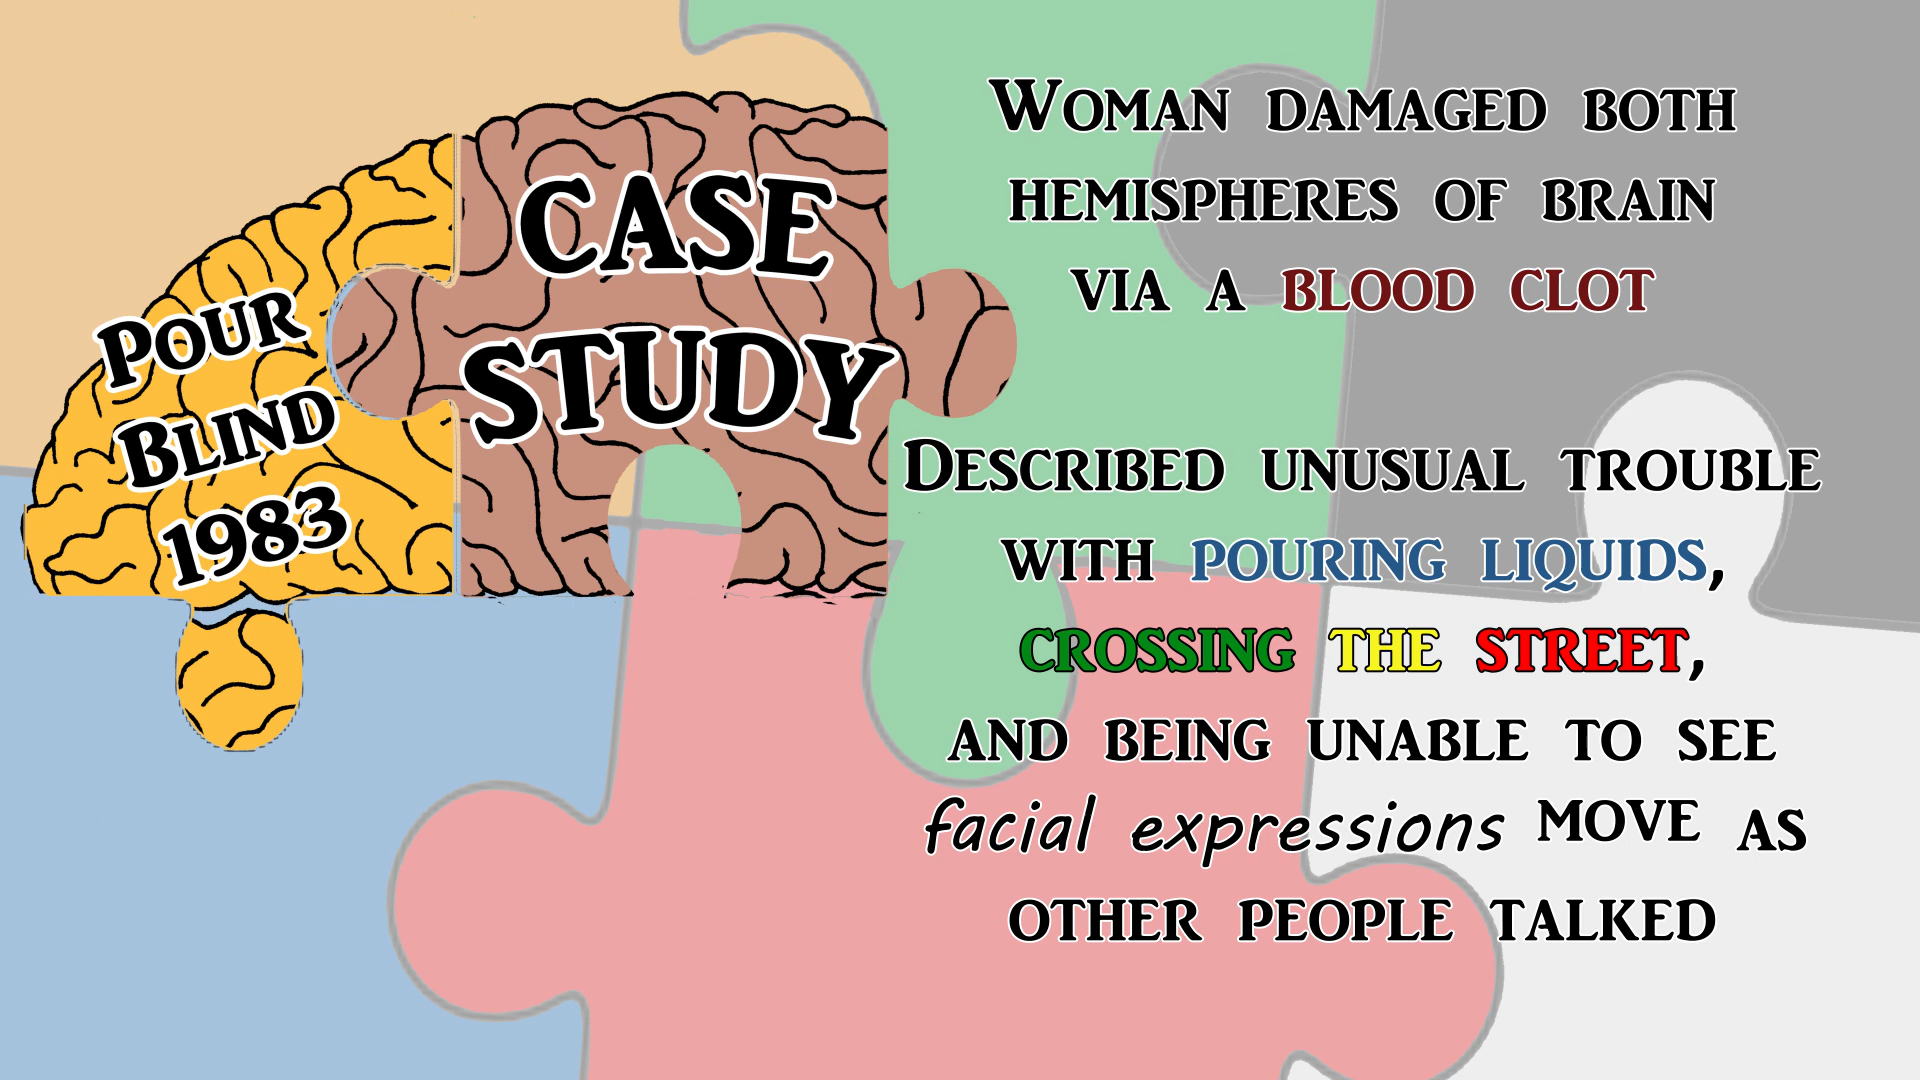 Pour
Blind
1983
CASE
STUDY
Woman damaged both
hemispheres of brain
via a blood clot
Described unusual trouble
with pouring liquids,
crossing the street,
and being unable to see
facial expressions move as
other people talked